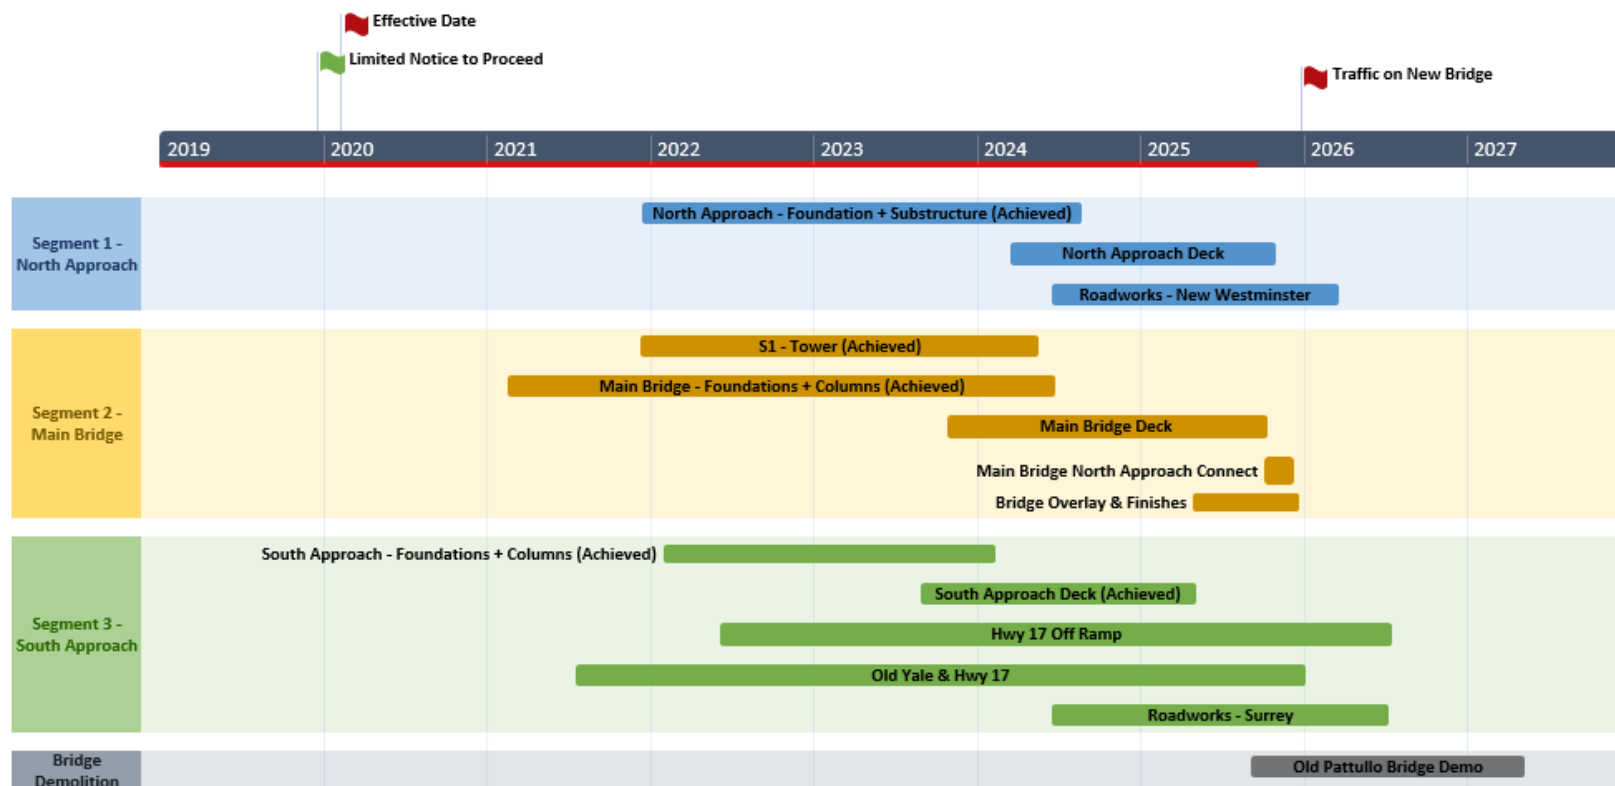 Effective Date
Limited Notice to Proceed
Traffic on New Bridge
2019 2020 2021 2022 2023 2024 2025 2026 2027
Segment 1 -
North Approach
North Approach - Foundation + Substructure (Achieved)
North Approach Deck
Roadworks - New Westminster
Segment 2 -
Main Bridge
S1 - Tower (Achieved)
Main Bridge - Foundations + Columns (Achieved)
Main Bridge Deck
Main Bridge North Approach Connect
Bridge Overlay & Finishes
Segment 3 -
South Approach
South Approach - Foundations + Columns (Achieved)
South Approach Deck (Achieved)
Hwy 17 Off Ramp
Old Yale & Hwy 17
Roadworks - Surrey
Bridge
Demolition
Old Pattullo Bridge Demo